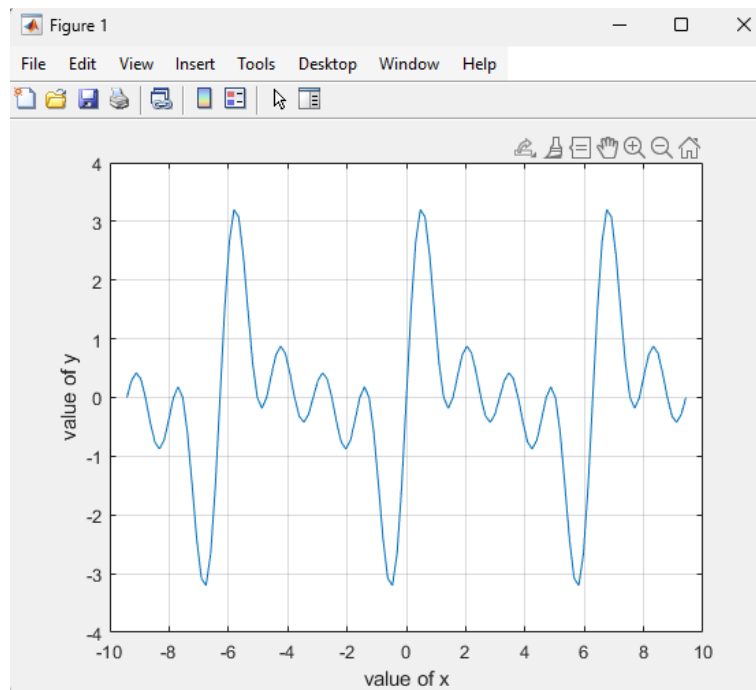 Figure 1
File Edit View Insert Tools Desktop Window Help
4
3
2
1
0
-1
-2
-3
-4
value of y
-10 -8 -6 -4 -2 0 2 4 6 8 10
value of x